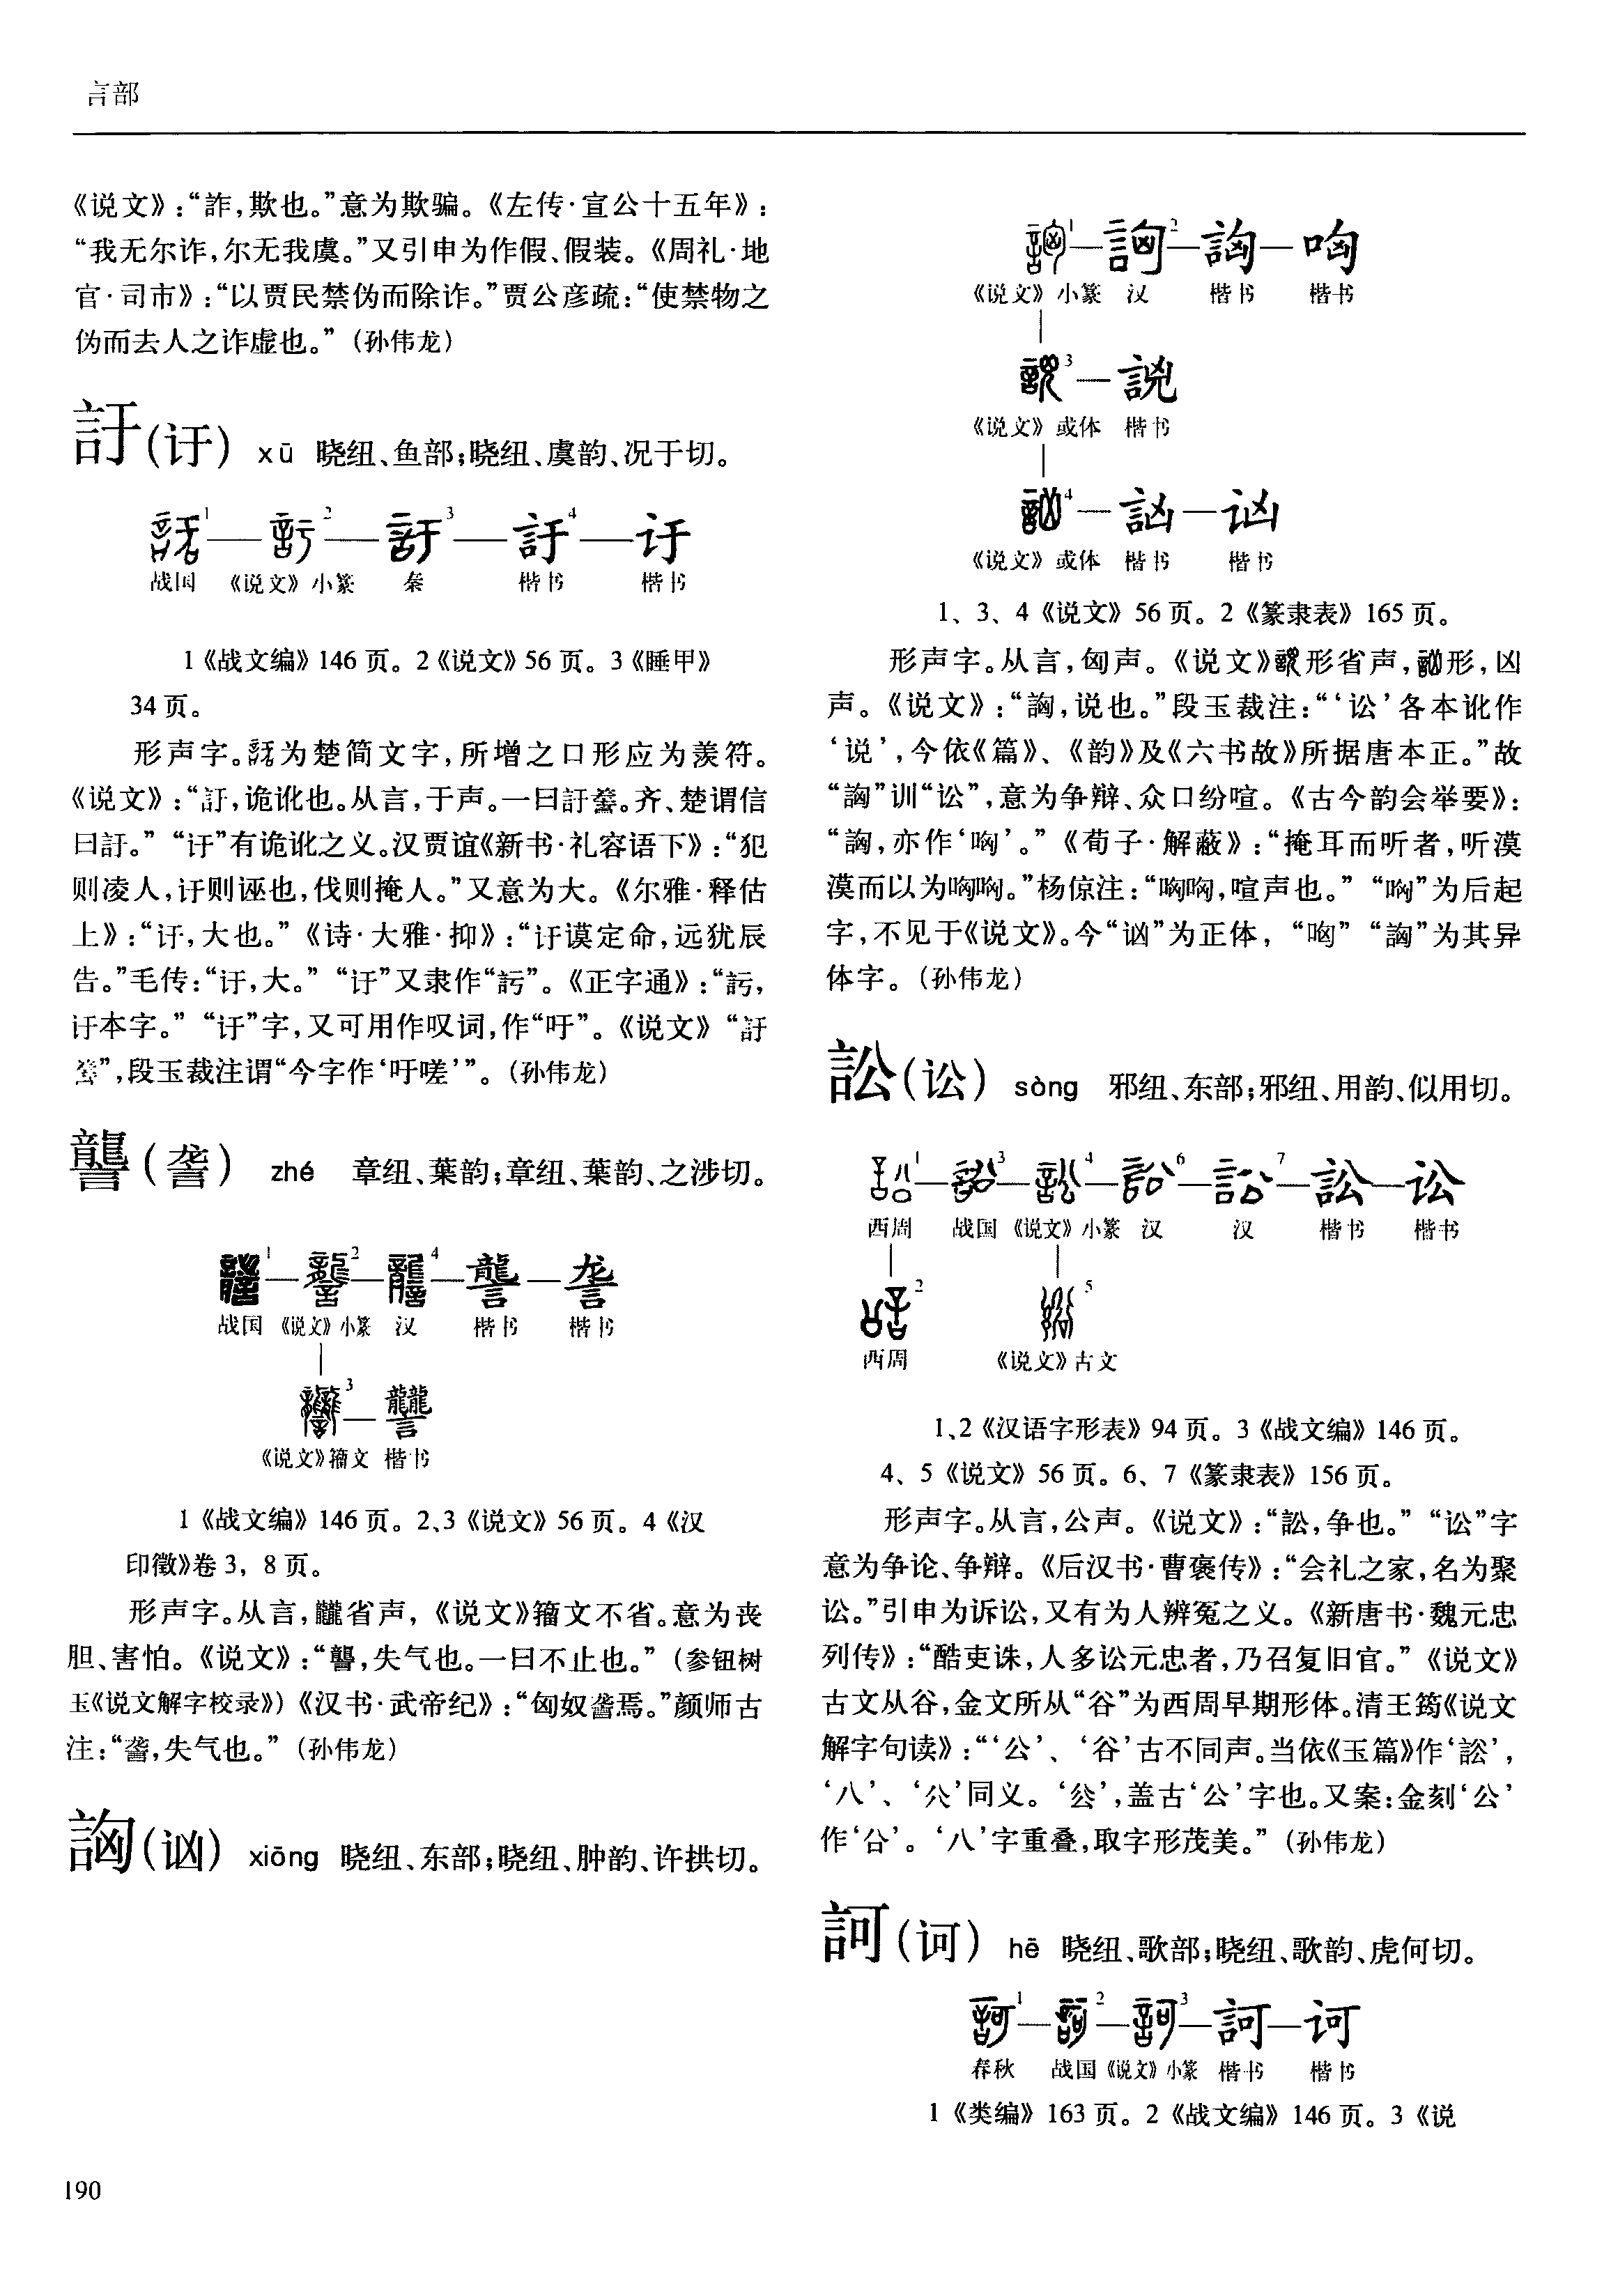 言部
《说文》:“詐,欺也。”意为欺骗。《左传·宣公十五年》:
“我无尔诈,尔无我虞。”又引申为作假、假装。《周礼·地
官·司市》:“以贾民禁伪而除诈。”贾公彦疏:“使禁物之
伪而去人之诈虚也。”(孙伟龙)
訏(讦) xū 晓纽、鱼部;晓纽、虞韵、况于切。
1 2 3 訏4 — 讦
战国 《说文》小篆 秦 楷书 楷书
1《战文编》146页。2《说文》56页。3《睡甲》
34页。
形声字。为楚简文字,所增之口形应为羡符。
《说文》:“訏,诡讹也。从言,于声。一曰訏。齐、楚谓信
曰訏。” “讦”有诡讹之义。汉贾谊《新书·礼容语下》:“犯
则凌人,讦则诬也,伐则掩人。”又意为大。《尔雅·释估
上》:“讦,大也。”《诗·大雅·抑》:“讦谟定命,远犹辰
告。”毛传:“讦,大。” “讦”又隶作“䚽”。《正字通》:“䚽,
讦本字。” “讦”字,又可用作叹词,作“吁”。《说文》“訏
”,段玉裁注谓“今字作‘吁嗟’”。(孙伟龙)
讋(詟) zhé 章纽、葉韵;章纽、葉韵、之涉切。
1 2 4 讋 — 詟
战国 《说文》小篆 汉 楷书 楷书
3
《说文》籀文 楷书
1《战文编》146页。2、3《说文》56页。4《汉
印徵》卷3, 8页。
形声字。从言,龖省声,《说文》籀文不省。意为丧
胆、害怕。《说文》:“讋,失气也。一曰不止也。”(参钮树
玉《说文解字校录》)《汉书·武帝纪》:“匈奴詟焉。”颜师古
注:“詟,失气也。”(孙伟龙)
詾(讻) xiōng 晓纽、东部;晓纽、肿韵、许拱切。
1 2 詾 — 哅
《说文》小篆 汉 楷书 楷书
3
《说文》或体 楷书
4 訩 — 讻
《说文》或体 楷书 楷书
1、3、4《说文》56页。2《篆隶表》165页。
形声字。从言,匈声。《说文》形省声,形,凶
声。《说文》:“詾,说也。”段玉裁注:“‘讼’各本讹作
‘说’,今依《篇》、《韵》及《六书故》所据唐本正。”故
“詾”训“讼”,意为争辩、众口纷喧。《古今韵会举要》:
“詾,亦作‘哅’。”《荀子·解蔽》:“掩耳而听者,听漠
漠而以为哅哅。”杨倞注:“哅哅,喧声也。” “哅”为后起
字,不见于《说文》。今“讻”为正体,“哅”“詾”为其异
体字。(孙伟龙)
訟(讼) sòng 邪纽、东部;邪纽、用韵、似用切。
1 3 4 6 7 訟 — 讼
西周 战国 《说文》小篆 汉 汉 楷书 楷书
2 5
西周 《说文》古文
1、2《汉语字形表》94页。3《战文编》146页。
4、5《说文》56页。6、7《篆隶表》156页。
形声字。从言,公声。《说文》:“訟,争也。” “讼”字
意为争论、争辩。《后汉书·曹褒传》:“会礼之家,名为聚
讼。”引申为诉讼,又有为人辨冤之义。《新唐书·魏元忠
列传》:“酷吏诛,人多讼元忠者,乃召复旧官。”《说文》
古文从谷,金文所从“谷”为西周早期形体。清王筠《说文
解字句读》:“‘公’、‘谷’古不同声。当依《玉篇》作‘’,
‘八’、‘’同义。‘’,盖古‘公’字也。又案:金刻‘公’
作‘’。‘八’字重叠,取字形茂美。”(孙伟龙)
訶(诃) hē 晓纽、歌部;晓纽、歌韵、虎何切。
1 2 3 訶 — 诃
春秋 战国 《说文》小篆 楷书 楷书
1《类编》163页。2《战文编》146页。3《说
190